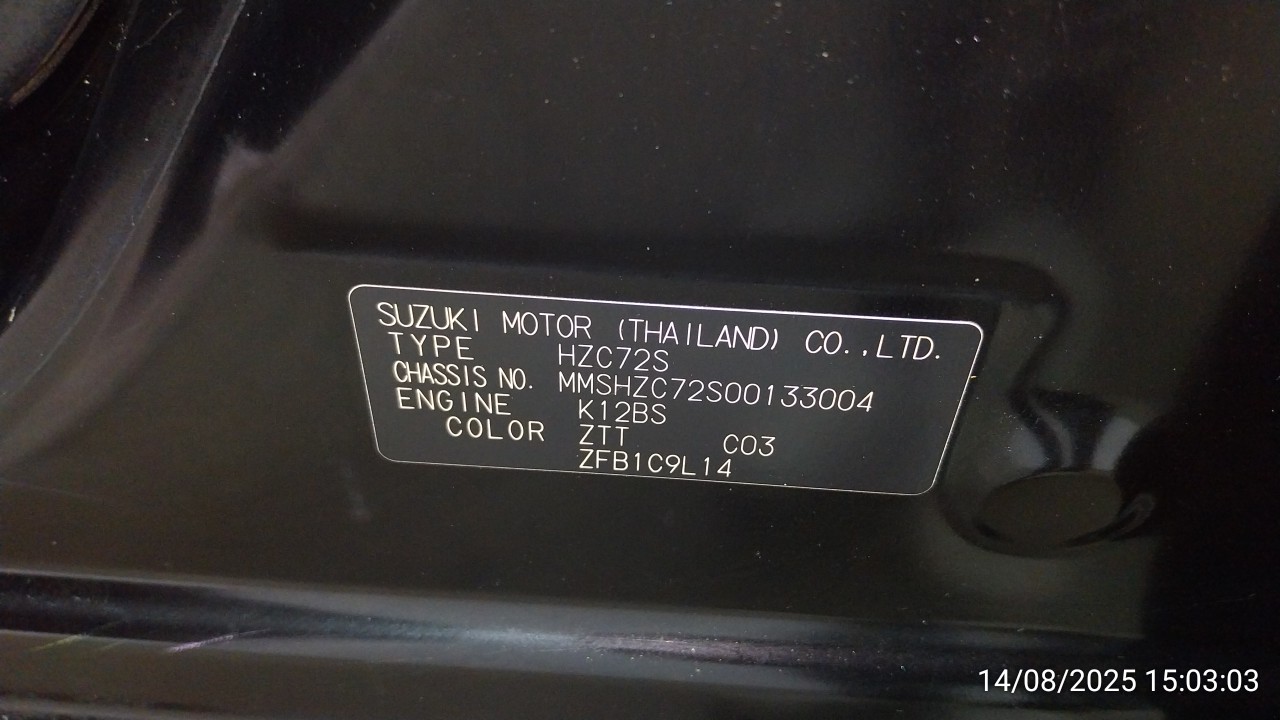 SUZUKI MOTOR (THAILAND) CO.,LTD.
TYPE HZC72S
CHASSIS NO. MMSHZC72S00133004
ENGINE K12BS
COLOR ZTT C03
ZFB1C9L14
14/08/2025 15:03:03